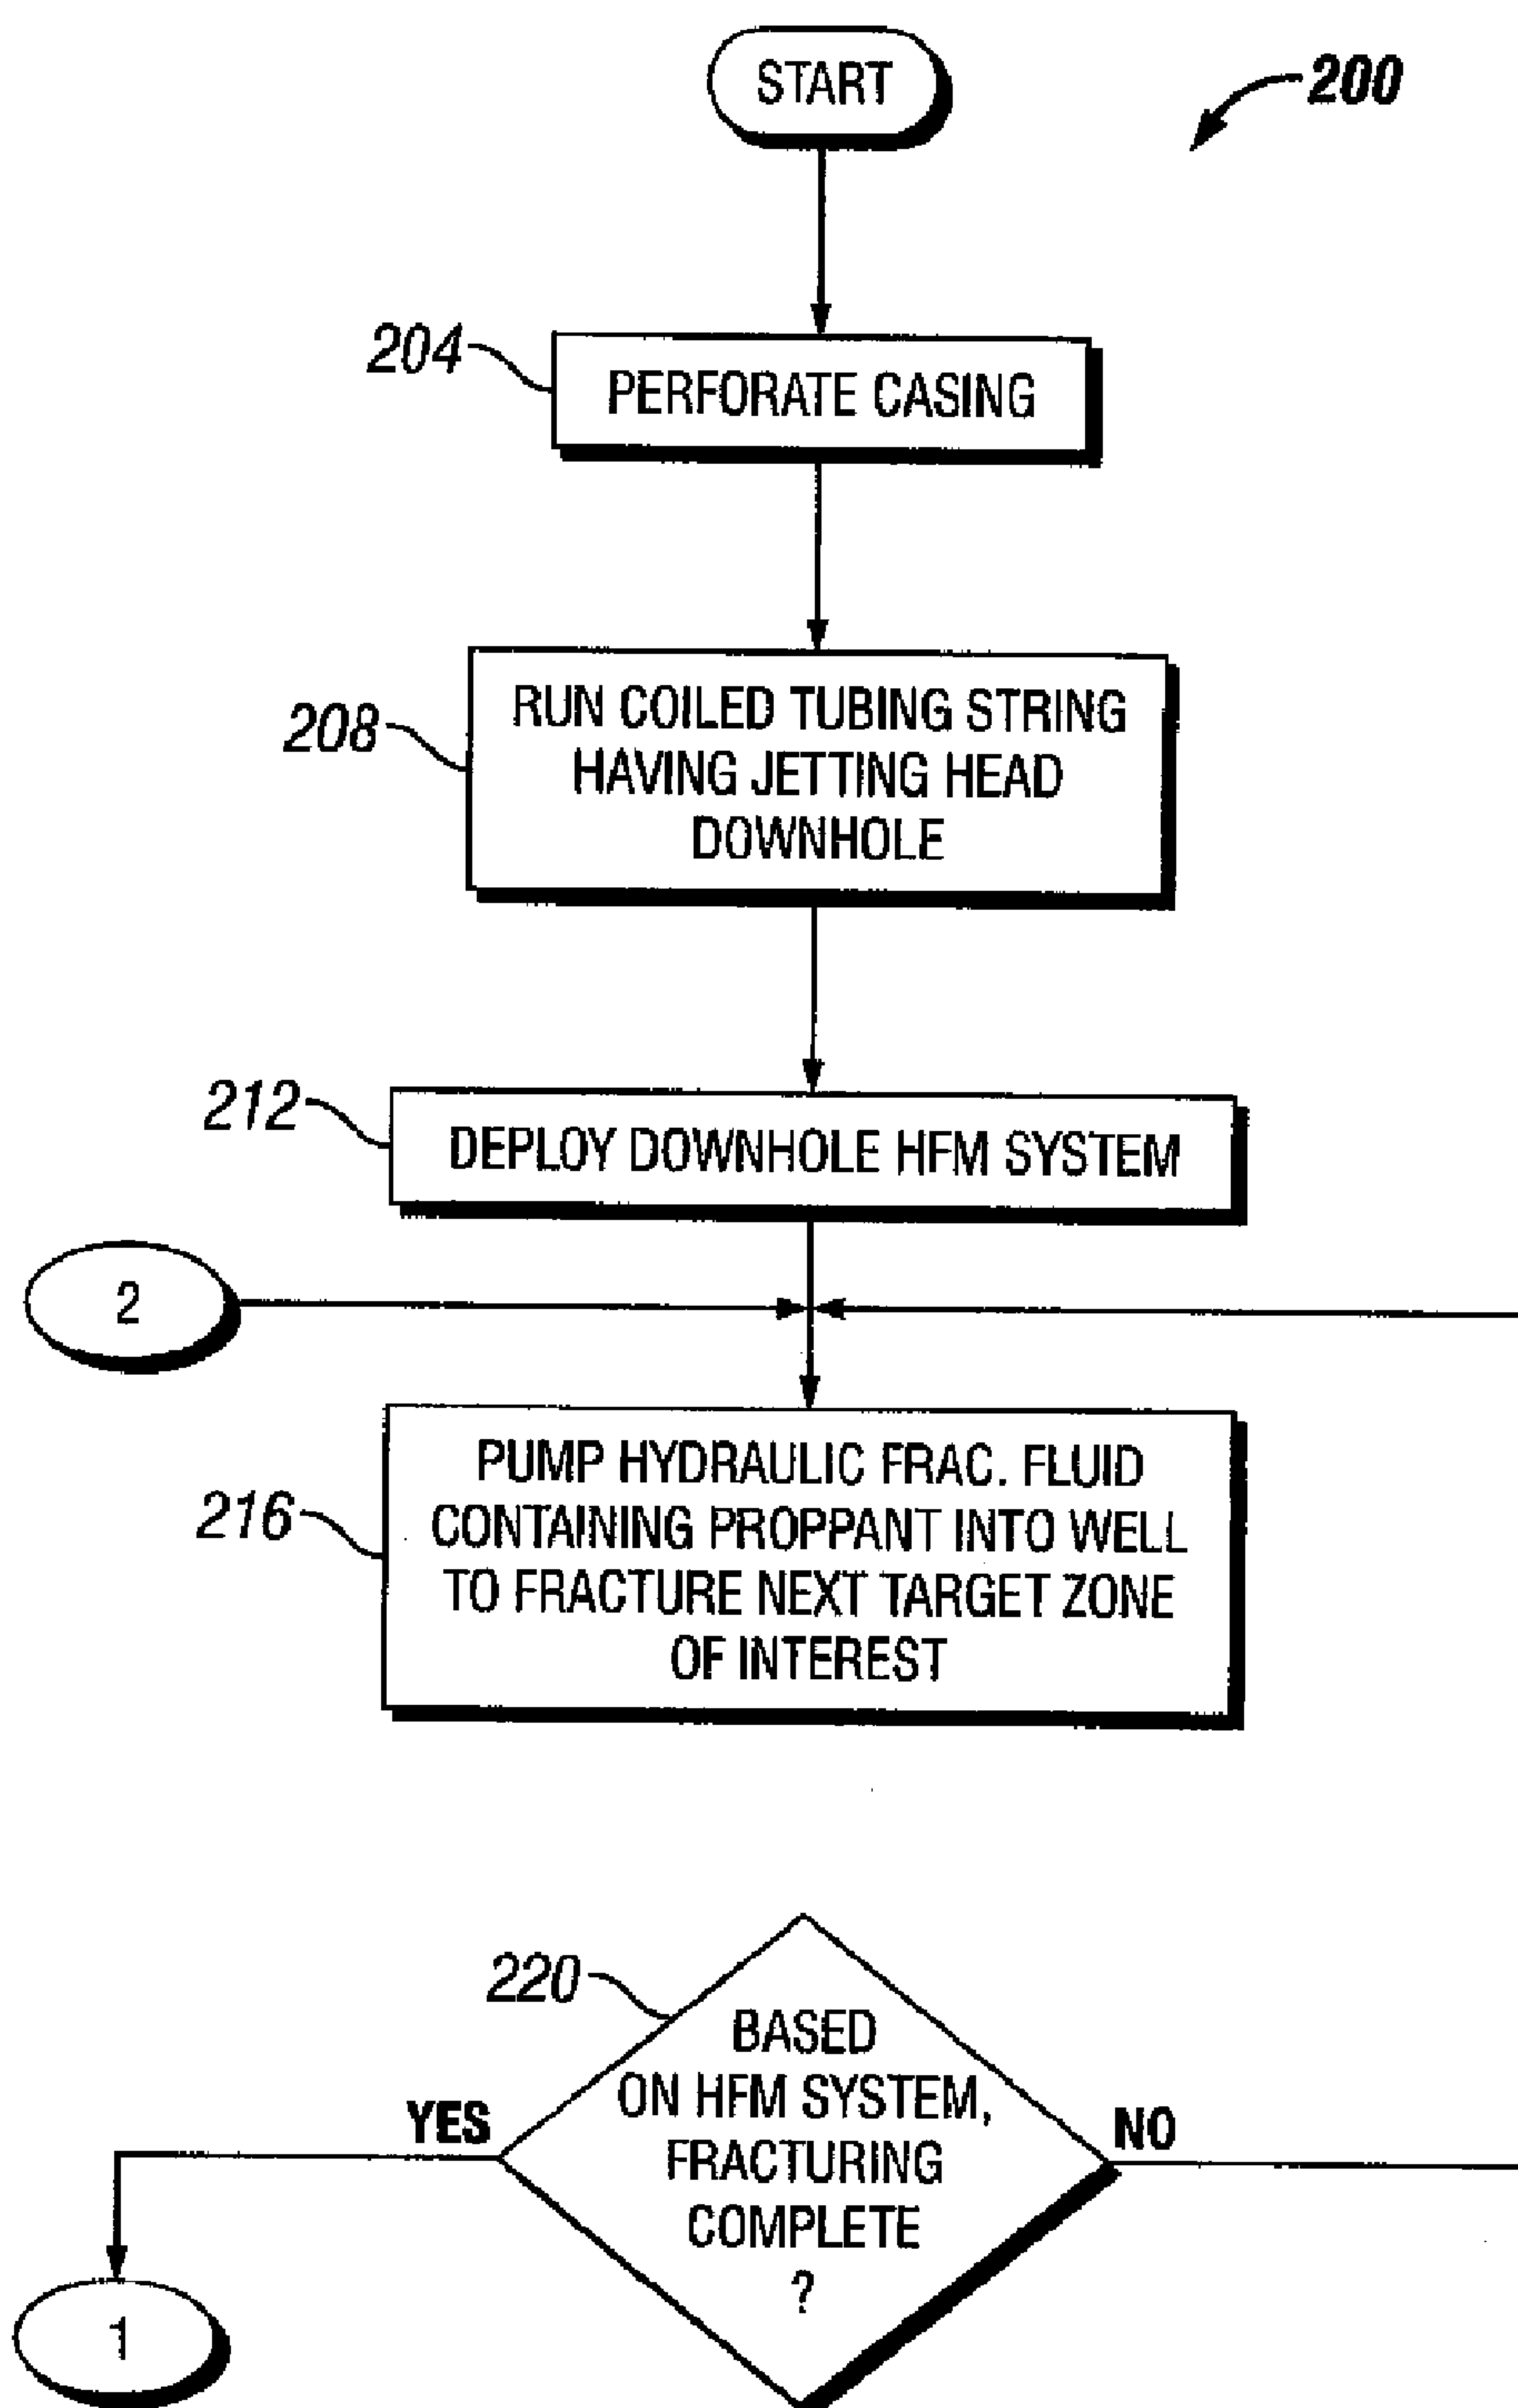 START
200
204
PERFORATE CASING
208
RUN COILED TUBING STRING
HAVING JETTING HEAD
DOWNHOLE
212
DEPLOY DOWNHOLE HFM SYSTEM
2
216
PUMP HYDRAULIC FRAC. FLUID
CONTAINING PROPPANT INTO WELL
TO FRACTURE NEXT TARGET ZONE
OF INTEREST
220
BASED
ON HFM SYSTEM,
FRACTURING
COMPLETE
?
YES
NO
1